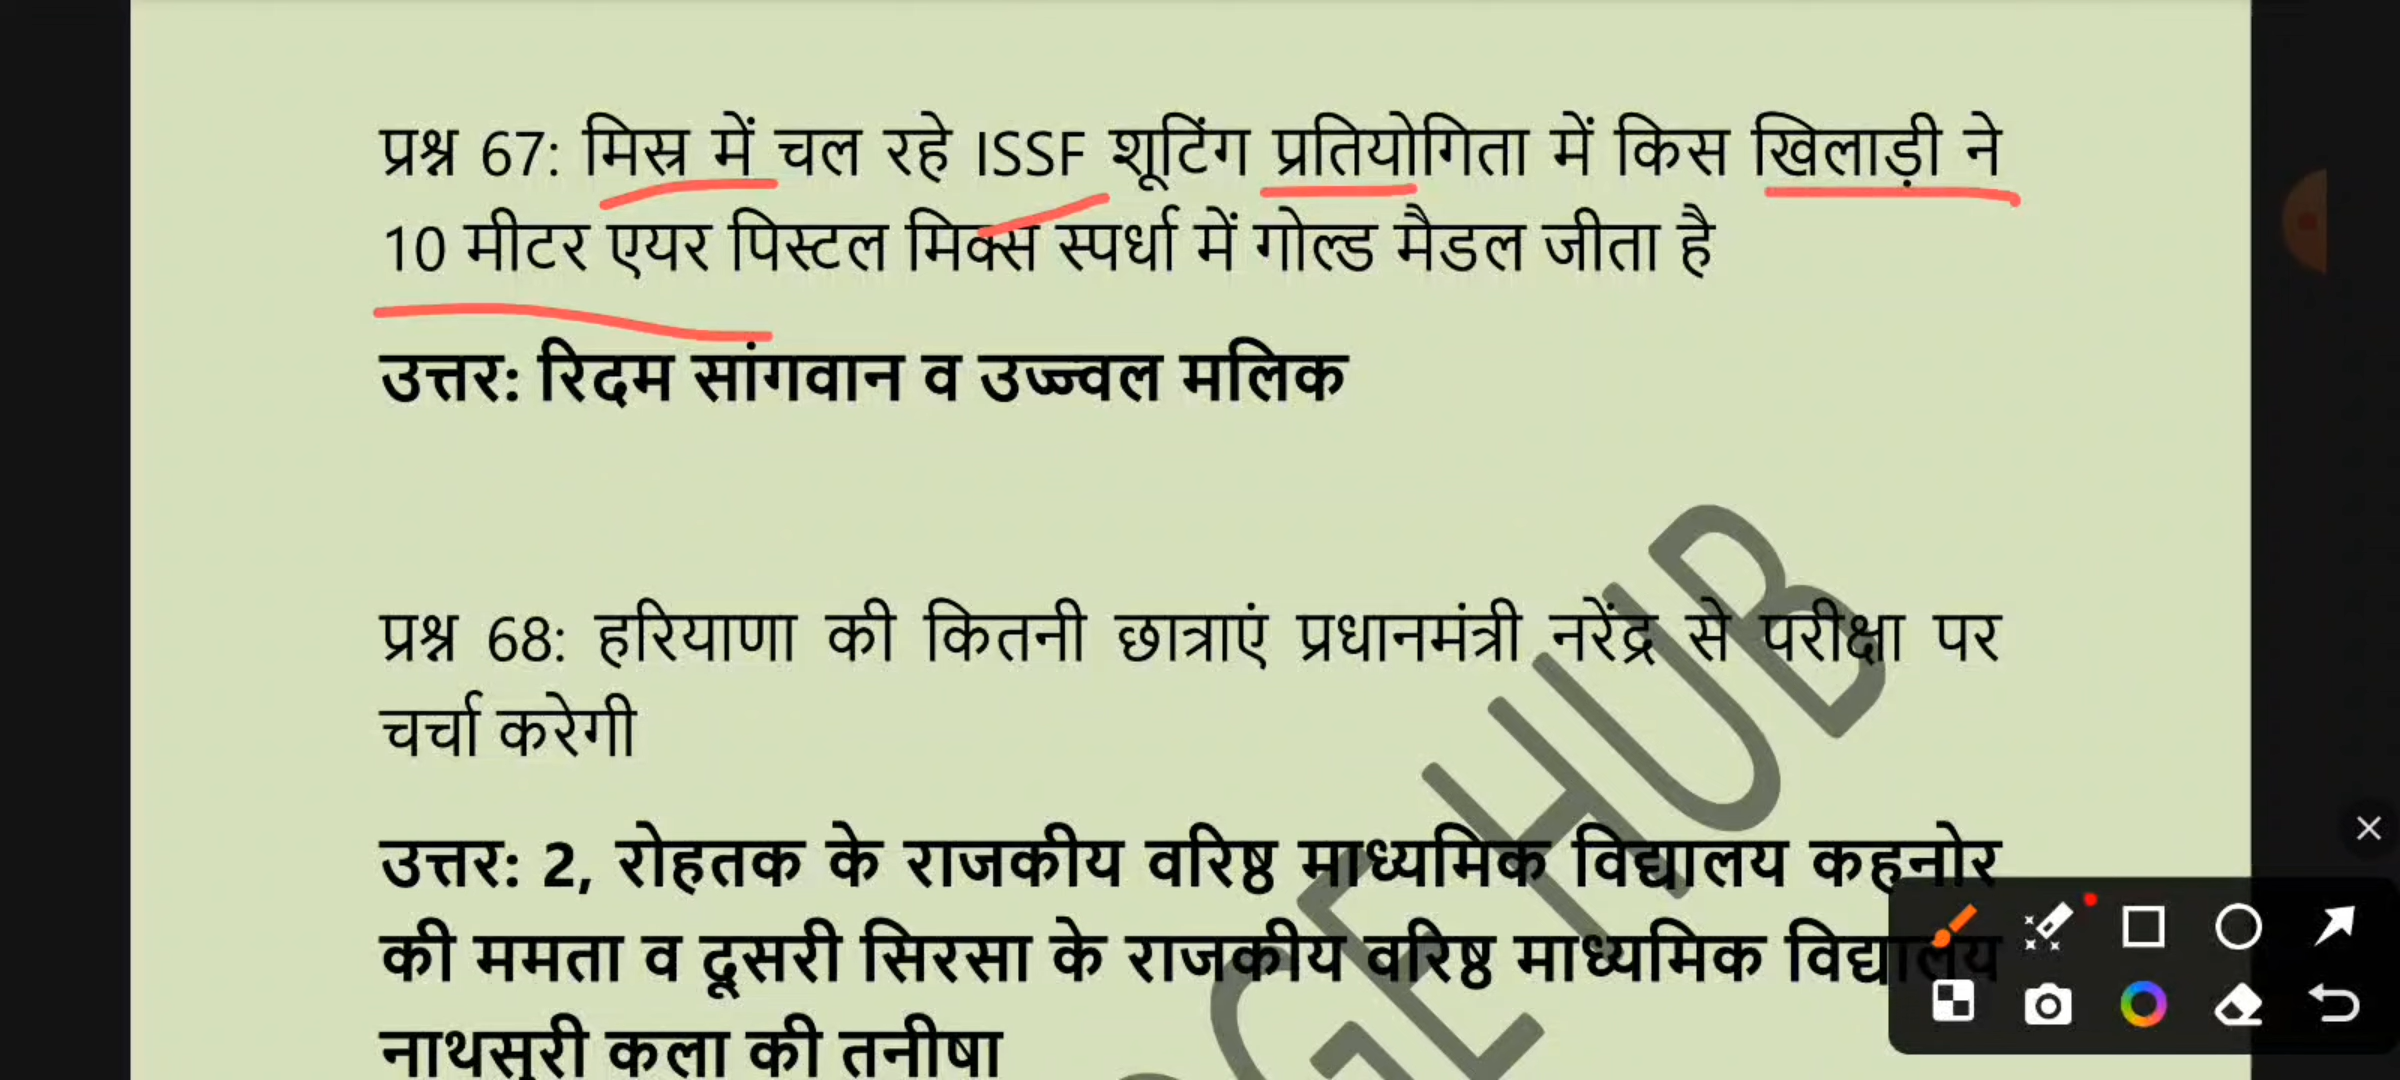 प्रश्न 67: मिस्र में चल रहे ISSF शूटिंग प्रतियोगिता में किस खिलाड़ी ने
10 मीटर एयर पिस्टल मिक्स स्पर्धा में गोल्ड मैडल जीता है
उत्तर: रिदम सांगवान व उज्ज्वल मलिक
प्रश्न 68: हरियाणा की कितनी छात्राएं प्रधानमंत्री नरेंद्र से परीक्षा पर
चर्चा करेगी
उत्तर: 2, रोहतक के राजकीय वरिष्ठ माध्यमिक विद्यालय कहनोर
की ममता व दूसरी सिरसा के राजकीय वरिष्ठ माध्यमिक विद्यालय
नाथसुरी कला की तनीषा
GE HUB